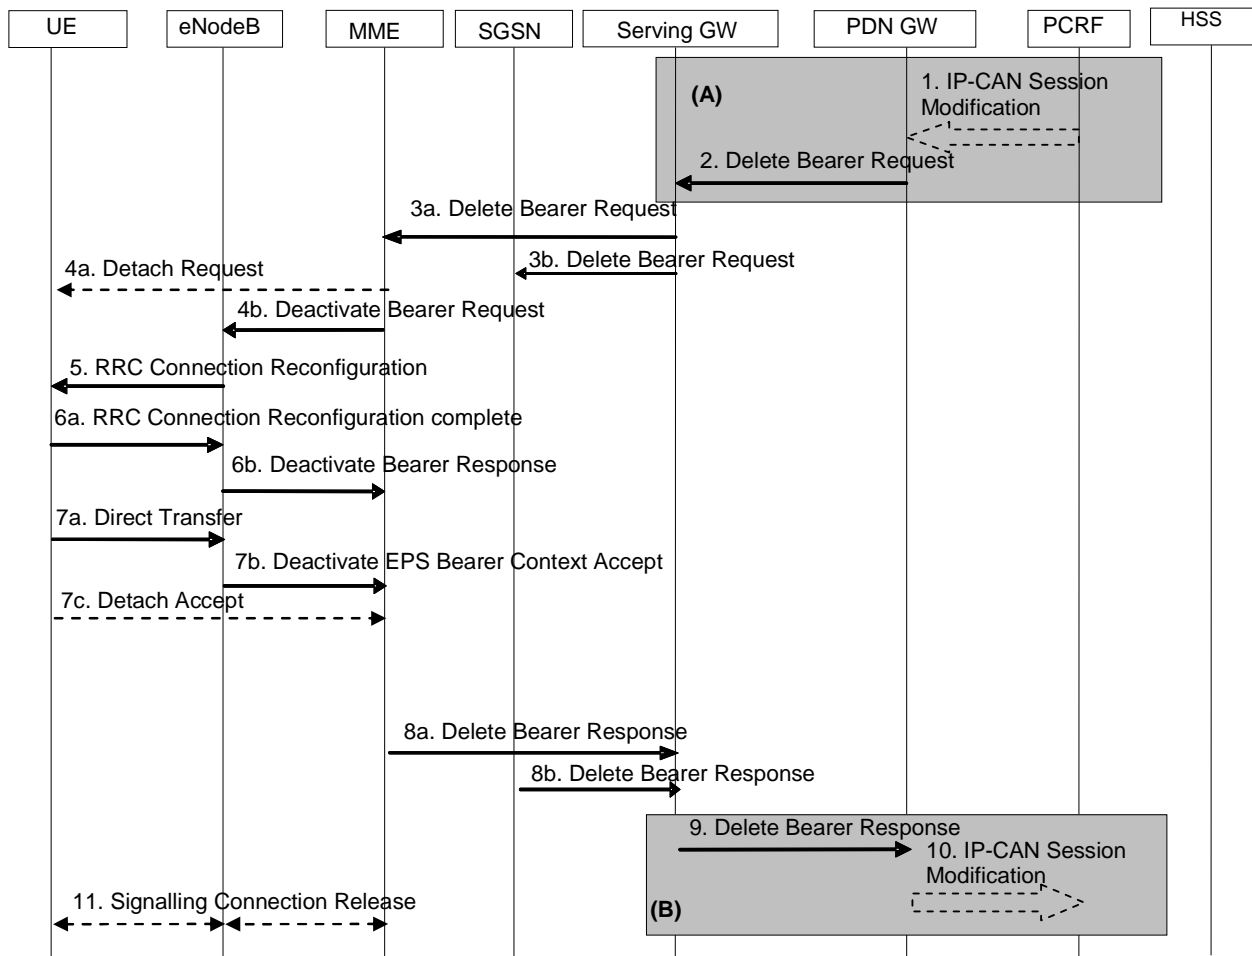 UE
eNodeB
MME
SGSN
Serving GW
PDN GW
PCRF
HSS
(A)
1. IP-CAN Session
Modification
2. Delete Bearer Request
3a. Delete Bearer Request
3b. Delete Bearer Request
4a. Detach Request
4b. Deactivate Bearer Request
5. RRC Connection Reconfiguration
6a. RRC Connection Reconfiguration complete
6b. Deactivate Bearer Response
7a. Direct Transfer
7b. Deactivate EPS Bearer Context Accept
7c. Detach Accept
8a. Delete Bearer Response
8b. Delete Bearer Response
9. Delete Bearer Response
10. IP-CAN Session
Modification
11. Signalling Connection Release
(B)